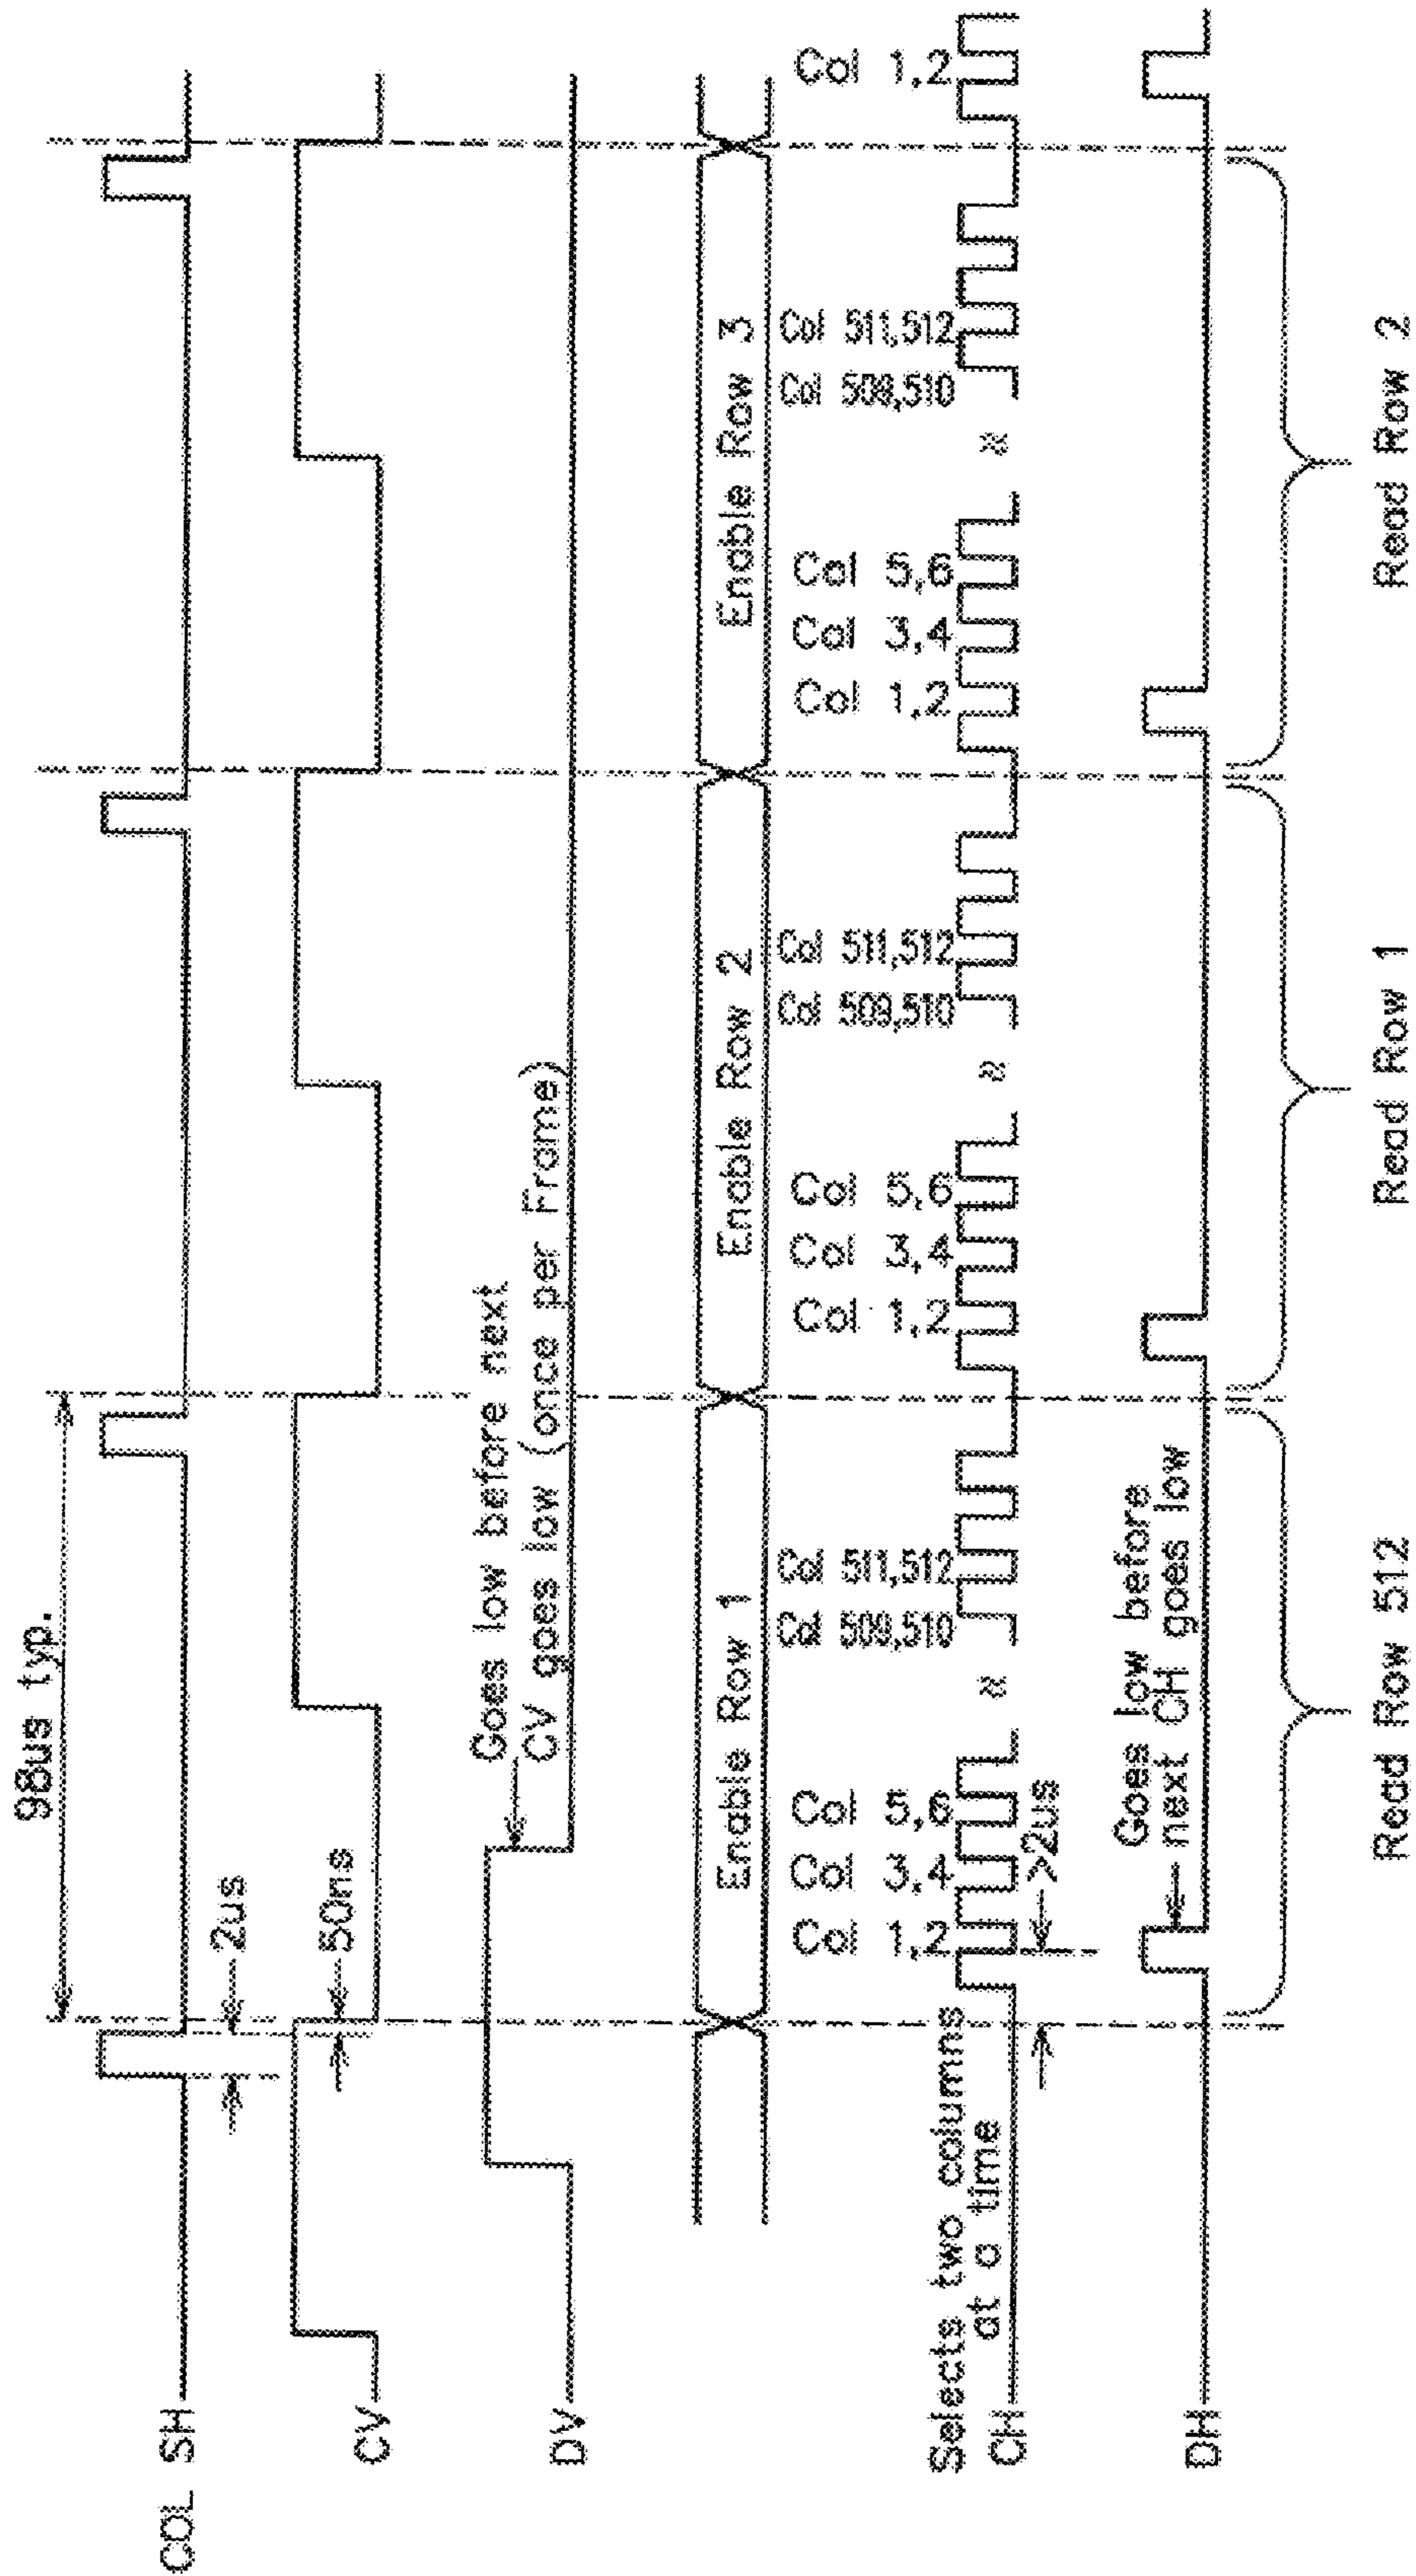 98us typ.
COL SH
2us
CV
50ns
DV
Goes low before next
CV goes low (once per Frame)
Enable Row 1
Enable Row 2
Enable Row 3
Selects two columns
at a time
CH
Col 1,2
Col 3,4
Col 5,6
≈
Col 509,510
Col 511,512
Col 1,2
Col 3,4
Col 5,6
≈
Col 509,510
Col 511,512
Col 1,2
Col 3,4
Col 5,6
≈
Col 509,510
Col 511,512
Col 1,2
>2us
DH
Goes low before
next CH goes low
Read Row 512
Read Row 1
Read Row 2